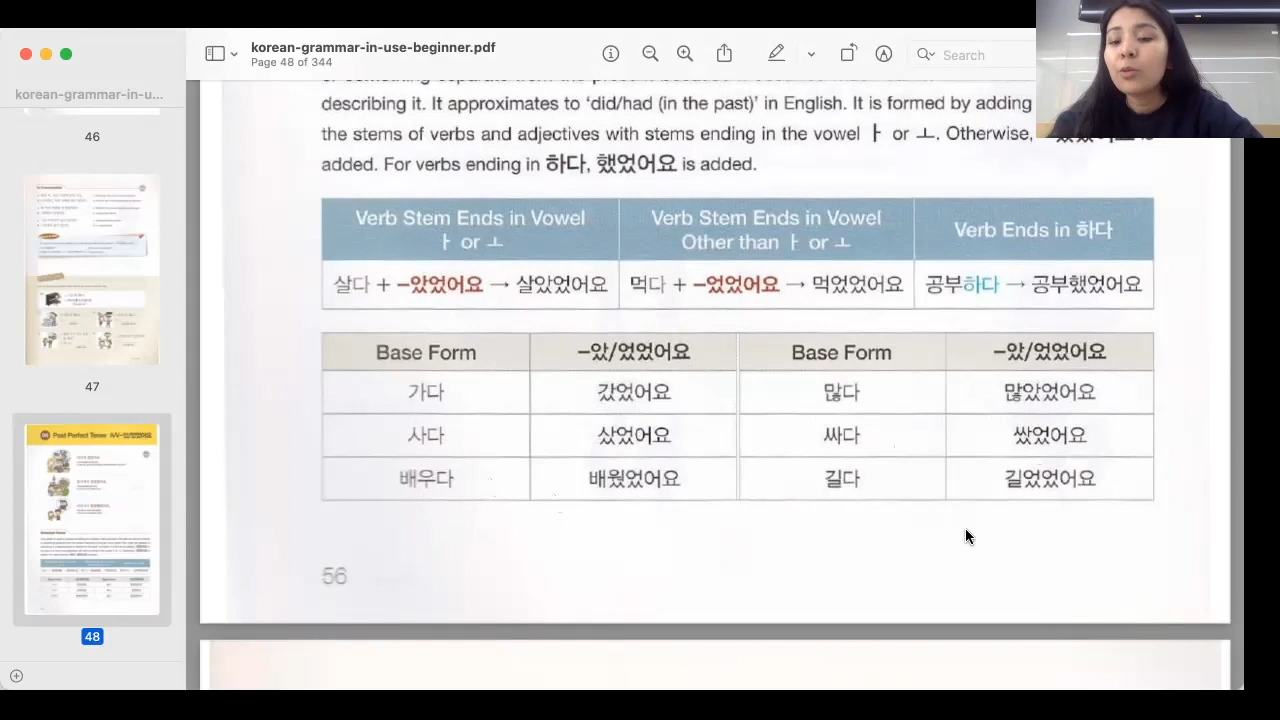 korean-grammar-in-use-beginner.pdf
Page 48 of 344
Search
korean-grammar-in-u...
46
47
48
describing it. It approximates to ‘did/had (in the past)’ in English. It is formed by adding
the stems of verbs and adjectives with stems ending in the vowel ㅏ or ㅗ. Otherwise,
added. For verbs ending in 하다, 했었어요 is added.
Verb Stem Ends in Vowel
ㅏ or ㅗ
Verb Stem Ends in Vowel
Other than ㅏ or ㅗ
Verb Ends in 하다
살다 + –았었어요 → 살았었어요
먹다 + –었었어요 → 먹었었어요
공부하다 → 공부했었어요
Base Form –았/었었어요 Base Form –았/었었어요
가다 갔었어요 많다 많았었어요
사다 샀었어요 싸다 쌌었어요
배우다 배웠었어요 길다 길었었어요
56